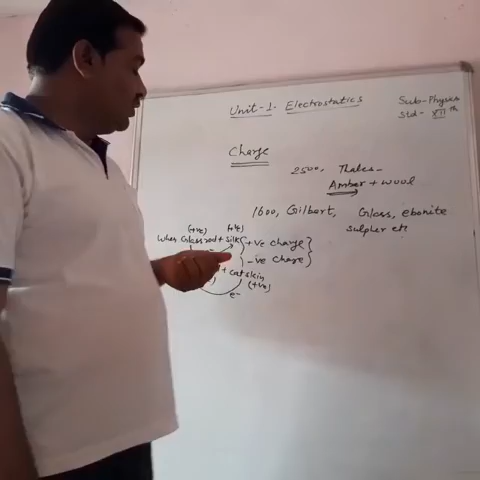 Unit-1- Electrostatics
Sub-Physics
Std- XII th
Charge
2500, Thales-
Amber + wool
1600, Gilbert, Glass, ebonite
Sulpher etc
(+ve)
When Glass rod + Silk +ve Charge
-ve Charge
+ Cat skin
(+ve)
e-